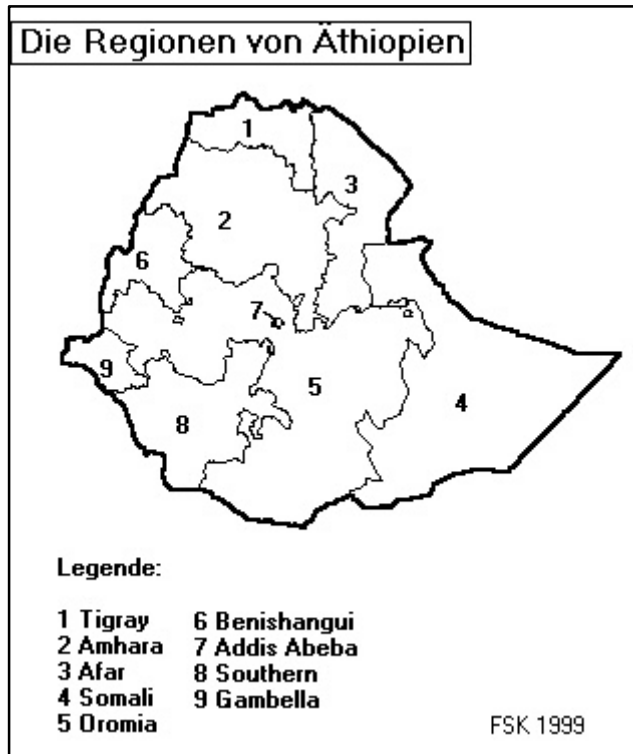 Die Regionen von Äthiopien
1
3
2
6
7
9
5
4
8
Legende:
1 Tigray
2 Amhara
3 Afar
4 Somali
5 Oromia
6 Benishangui
7 Addis Abeba
8 Southern
9 Gambella
FSK 1999